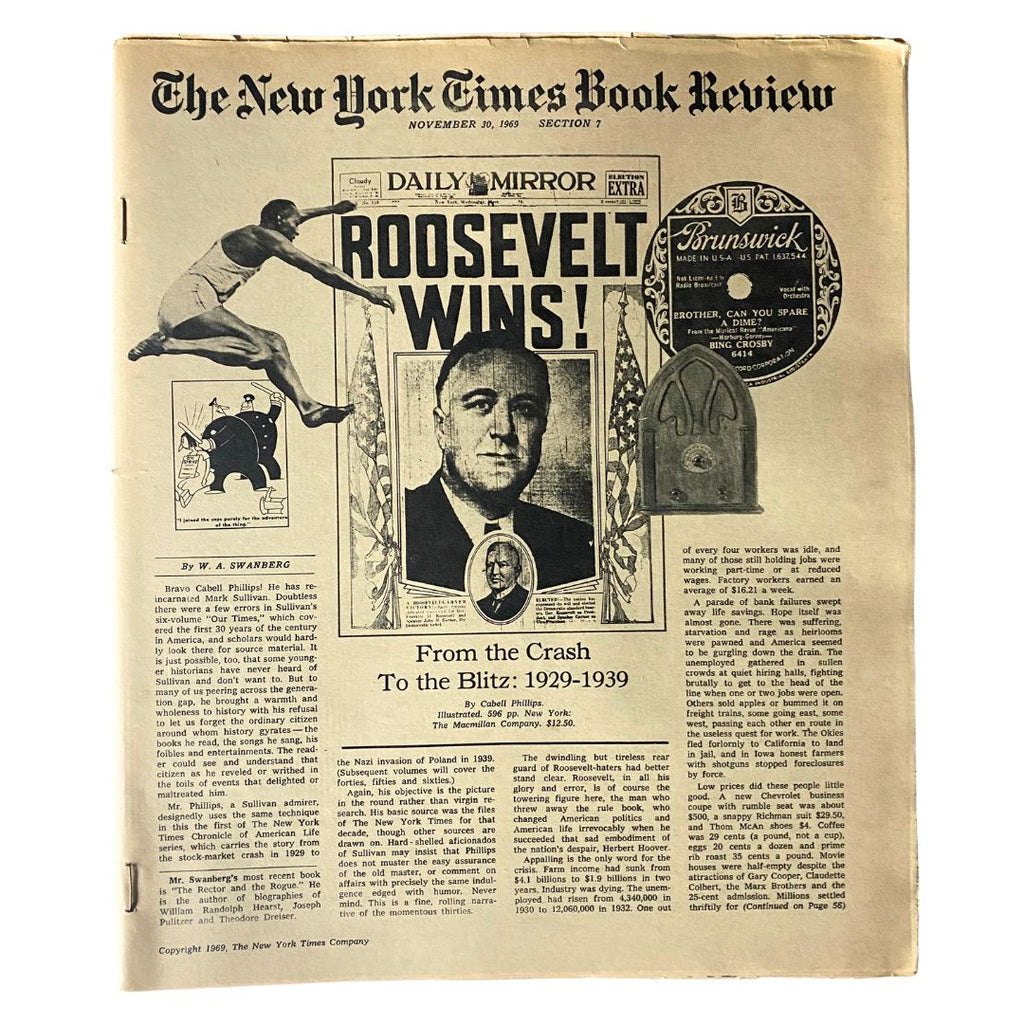 The New York Times Book Review
NOVEMBER 30, 1969 SECTION 7
Cloudy
DAILY MIRROR
ELECTION
EXTRA
New York, Wednesday,
ROOSEVELT
WINS!
B
Brunswick
MADE IN U S A US PAT. 1,637,544
Radio Broadcast
Vocal with
Orchestra
BROTHER, CAN YOU SPARE
A DIME?
From the Musical Revue "Americana"
—Harburg-Gorney—
BING CROSBY
6414
CORD CORPORATION
"I joined the cops purely for the adventure
of the thing."
From the Crash
To the Blitz: 1929-1939
By Cabell Phillips.
Illustrated. 596 pp. New York:
The Macmillan Company. $12.50.
By W. A. SWANBERG
Bravo Cabell Phillips! He has re-
incarnated Mark Sullivan. Doubtless
there were a few errors in Sullivan's
six-volume "Our Times," which cov-
ered the first 30 years of the century
in America, and scholars would hard-
ly look there for source material. It
is just possible, too, that some young-
er historians have never heard of
Sullivan and don't want to. But to
many of us peering across the genera-
tion gap, he brought a warmth and
wholeness to history with his refusal
to let us forget the ordinary citizen
around whom history gyrates—the
books he read, the songs he sang, his
foibles and entertainments. The read-
er could see and understand that
citizen as he reveled or writhed in
the toils of events that delighted or
maltreated him.
Mr. Phillips, a Sullivan admirer,
designedly uses the same technique
in this the first of The New York
Times Chronicle of American Life
series, which carries the story from
the stock-market crash in 1929 to
Mr. Swanberg's most recent book
is "The Rector and the Rogue." He
is the author of biographies of
William Randolph Hearst, Joseph
Pulitzer and Theodore Dreiser.
the Nazi invasion of Poland in 1939.
(Subsequent volumes will cover the
forties, fifties and sixties.)
Again, his objective is the picture
in the round rather than virgin re-
search. His basic source was the files
of The New York Times for that
decade, though other sources are
drawn on. Hard-shelled aficionados
of Sullivan may insist that Phillips
does not muster the easy assurance
of the old master, or comment on
affairs with precisely the same indul-
gence edged with humor. Never
mind. This is a fine, rolling narra-
tive of the momentous thirties.
The dwindling but tireless rear
guard of Roosevelt-haters had better
stand clear. Roosevelt, in all his
glory and error, is of course the
towering figure here, the man who
threw away the rule book, who
changed American politics and
American life irrevocably when he
succeeded that sad embodiment of
the nation's despair, Herbert Hoover.
Appalling is the only word for the
crisis. Farm income had sunk from
$4.1 billions to $1.9 billions in two
years. Industry was dying. The unem-
ployed had risen from 4,340,000 in
1930 to 12,060,000 in 1932. One out
of every four workers was idle, and
many of those still holding jobs were
working part-time or at reduced
wages. Factory workers earned an
average of $16.21 a week.
A parade of bank failures swept
away life savings. Hope itself was
almost gone. There was suffering,
starvation and rage as heirlooms
were pawned and America seemed
to be gurgling down the drain. The
unemployed gathered in sullen
crowds at quiet hiring halls, fighting
brutally to get to the head of the
line when one or two jobs were open.
Others sold apples or bummed it on
freight trains, some going east, some
west, passing each other en route in
the useless quest for work. The Okies
fled forlornly to California to land
in jail, and in Iowa honest farmers
with shotguns stopped foreclosures
by force.
Low prices did these people little
good. A new Chevrolet business
coupe with rumble seat was about
$500, a snappy Richman suit $29.50,
and Thom McAn shoes $4. Coffee
was 29 cents (a pound, not a cup),
eggs 20 cents a dozen and prime
rib roast 35 cents a pound. Movie
houses were half-empty despite the
attractions of Gary Cooper, Claudette
Colbert, the Marx Brothers and the
25-cent admission. Millions settled
thriftily for (Continued on Page 56)
Copyright 1969, The New York Times Company